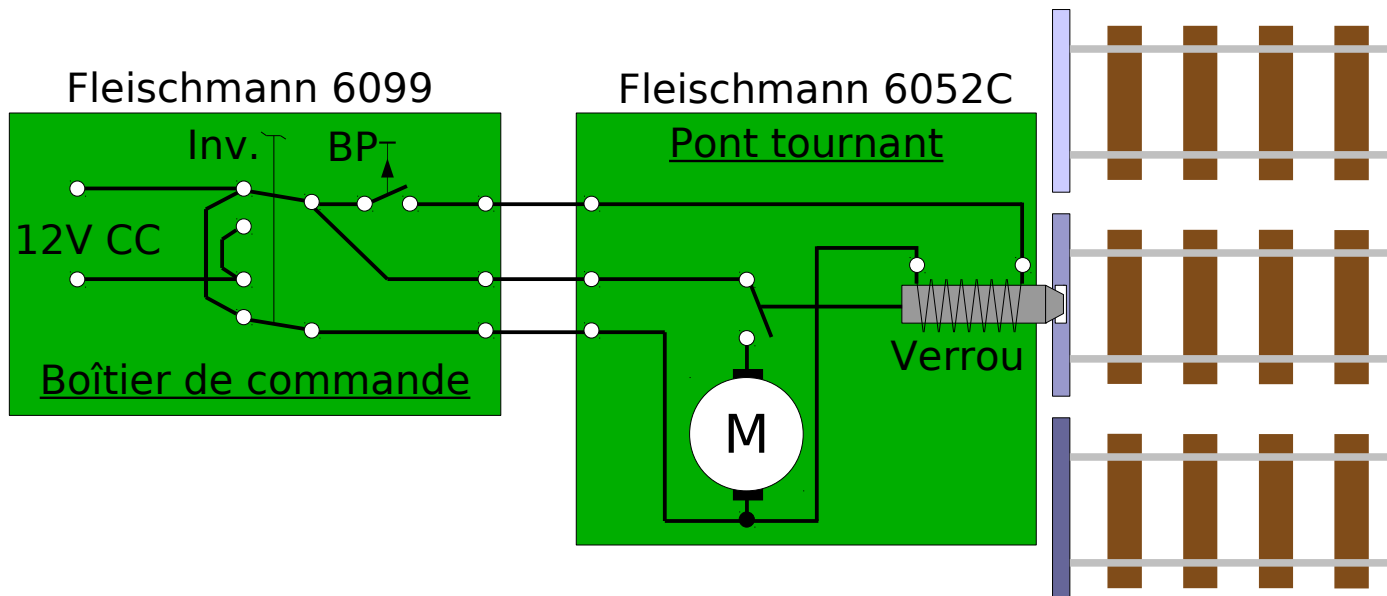 Fleischmann 6099
Inv.
BP
12V CC
Boîtier de commande
Fleischmann 6052C
Pont tournant
M
Verrou